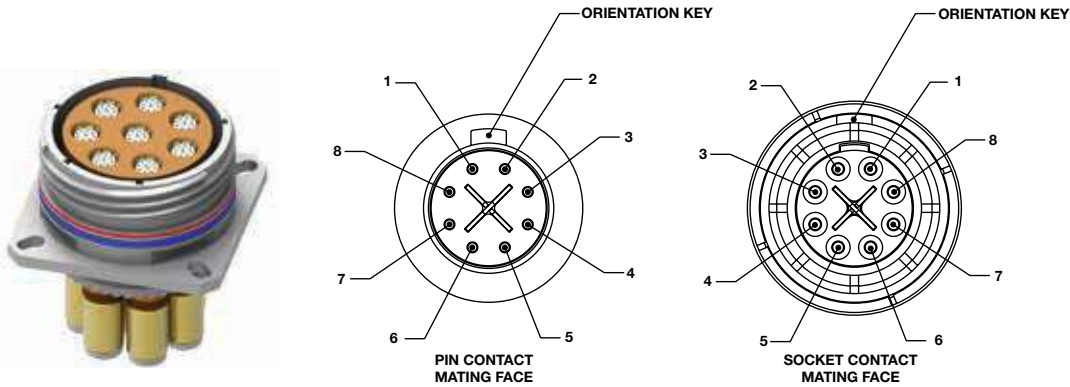 ORIENTATION KEY
ORIENTATION KEY
1
2
3
8
7
4
6
5
PIN CONTACT
MATING FACE
2
1
3
8
4
7
5
6
SOCKET CONTACT
MATING FACE